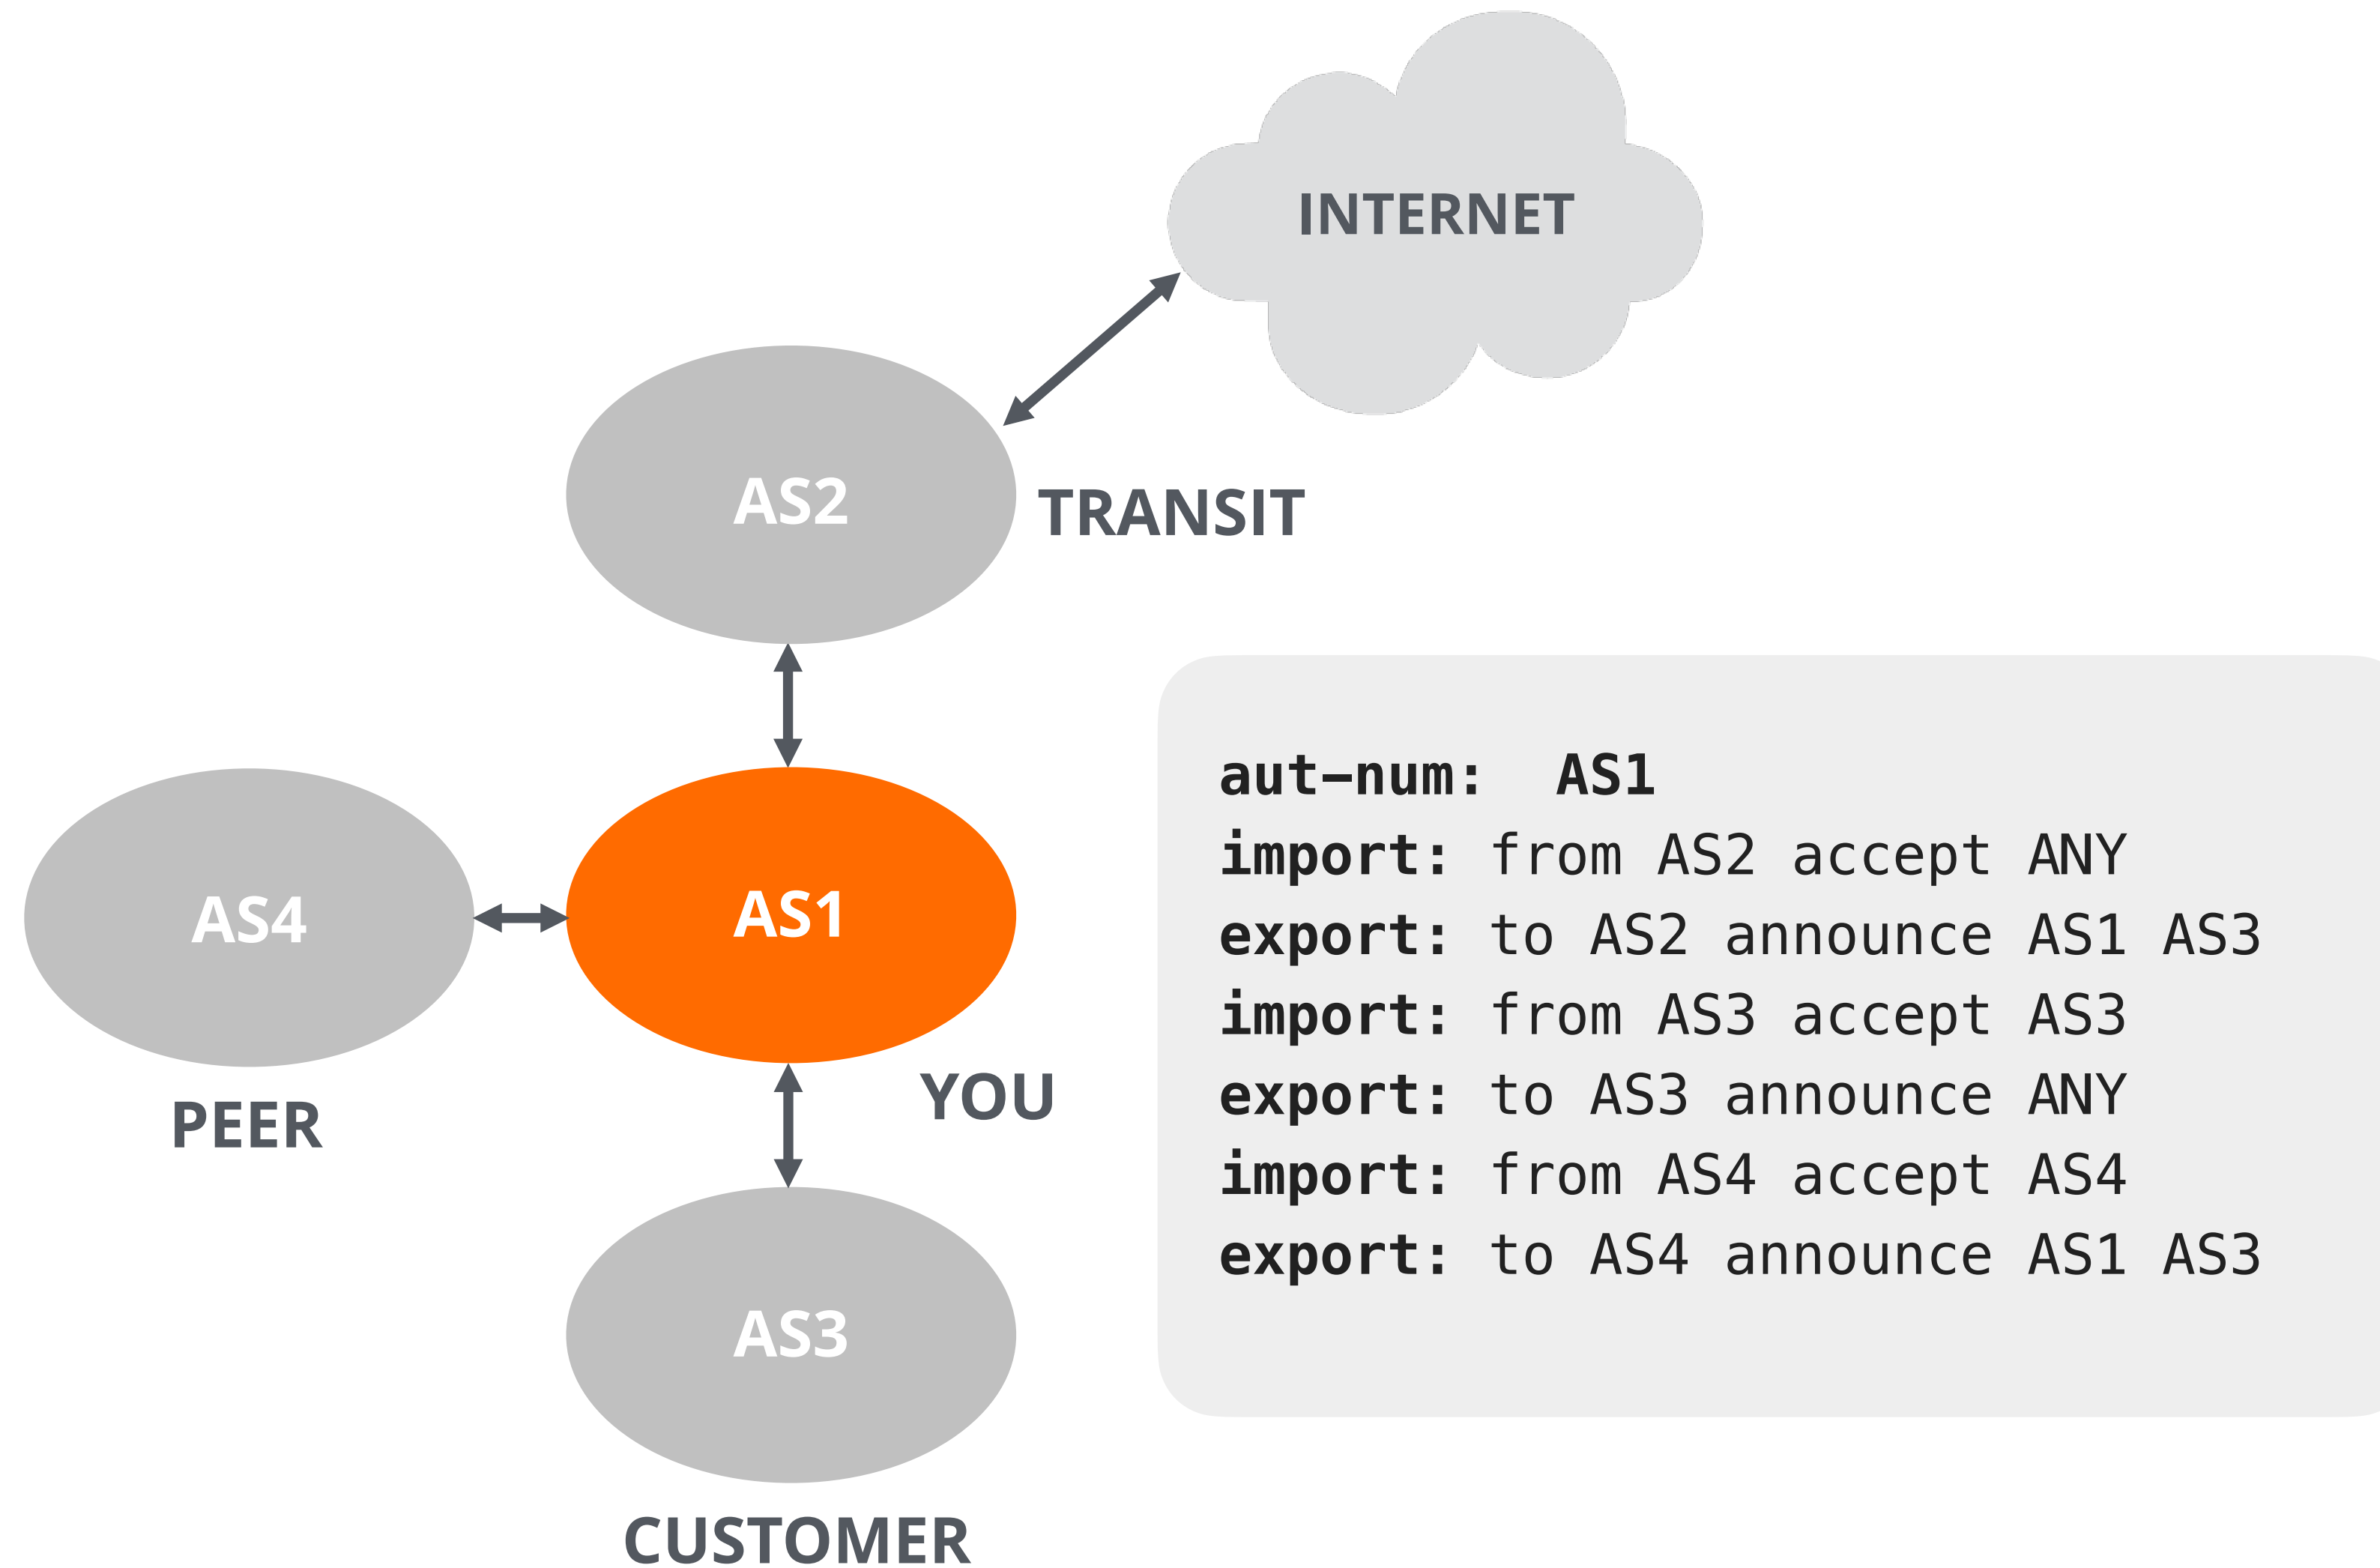 INTERNET
AS2
TRANSIT
AS4
AS1
PEER
YOU
AS3
CUSTOMER
aut-num: AS1
import: from AS2 accept ANY
export: to AS2 announce AS1 AS3
import: from AS3 accept AS3
export: to AS3 announce ANY
import: from AS4 accept AS4
export: to AS4 announce AS1 AS3